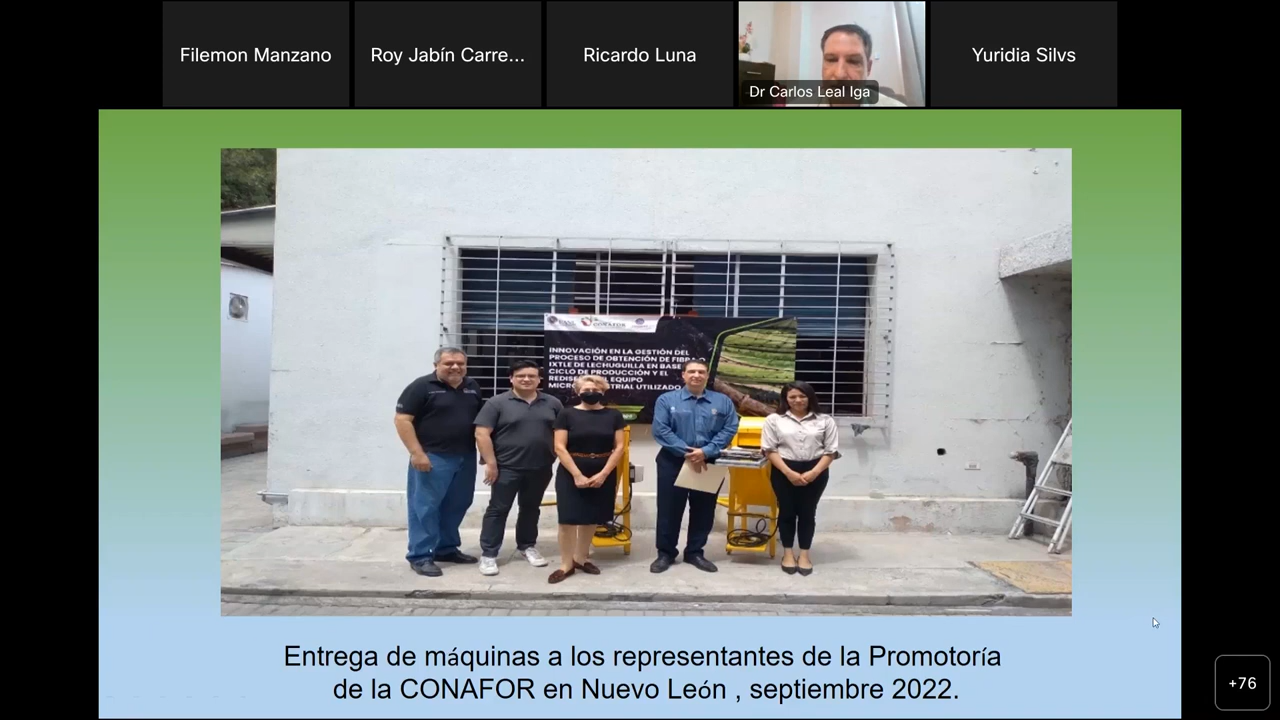 Filemon Manzano
Roy Jabín Carre...
Ricardo Luna
Dr Carlos Leal Iga
Yuridia Silvs
CONAFOR
INNOVACIÓN EN LA GESTIÓN DEL
PROCESO DE OBTENCIÓN DE FIBRA O
IXTLE DE LECHUGUILLA EN BASE
CICLO DE PRODUCCIÓN Y EL
EQUIPO
UTILIZADO
Entrega de máquinas a los representantes de la Promotoría
de la CONAFOR en Nuevo León , septiembre 2022.
+76